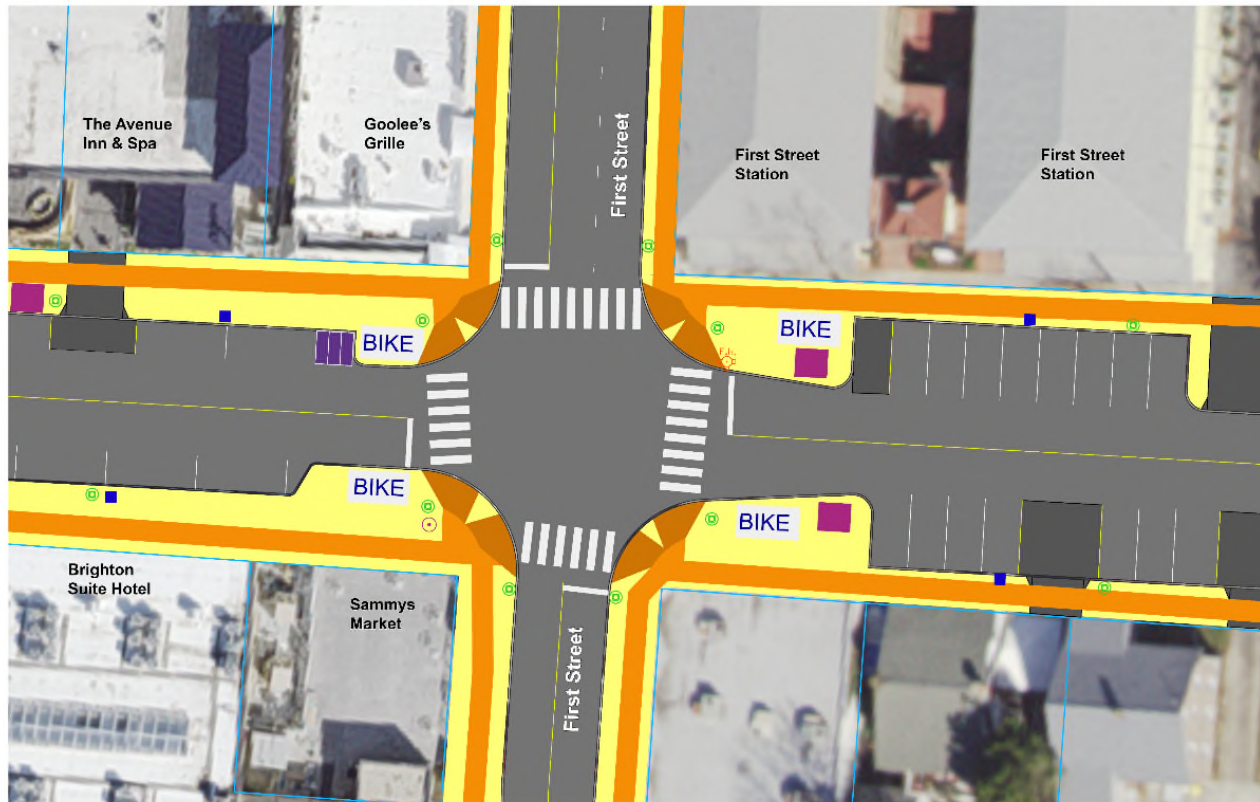 The Avenue
Inn & Spa
Goolee's
Grille
First Street
First Street
Station
First Street
Station
BIKE
BIKE
BIKE
BIKE
Brighton
Suite Hotel
Sammys
Market
First Street